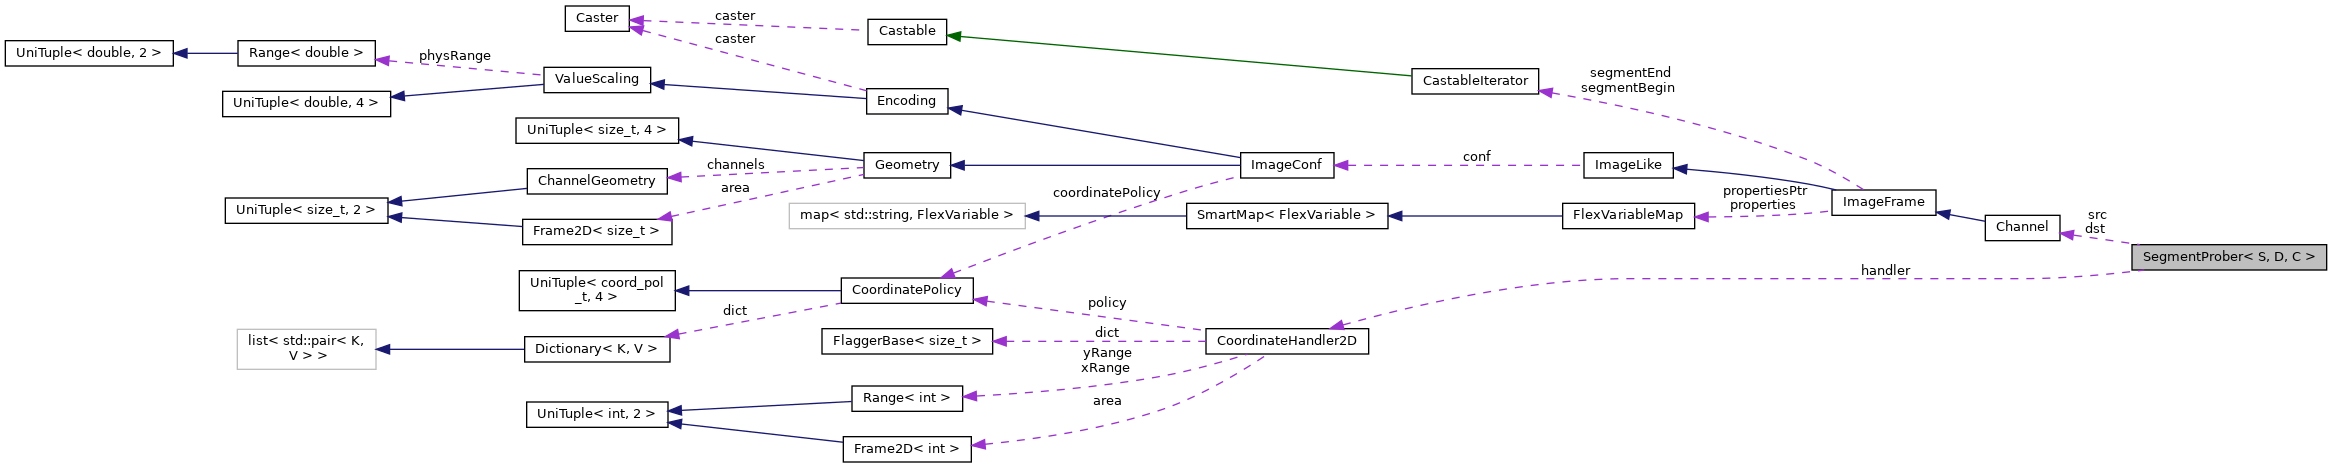 Caster
caster
Castable
caster
UniTuple< double, 2 >
Range< double >
physRange
ValueScaling
UniTuple< double, 4 >
Encoding
CastableIterator
segmentEnd
segmentBegin
UniTuple< size_t, 4 >
Geometry
ImageConf
conf
ImageLike
channels
ChannelGeometry
area
UniTuple< size_t, 2 >
Frame2D< size_t >
coordinatePolicy
map< std::string, FlexVariable >
SmartMap< FlexVariable >
FlexVariableMap
propertiesPtr
properties
ImageFrame
Channel
src
dst
SegmentProber< S, D, C >
handler
UniTuple< coord_pol
_t, 4 >
CoordinatePolicy
dict
policy
list< std::pair< K,
V > >
Dictionary< K, V >
FlaggerBase< size_t >
dict
CoordinateHandler2D
yRange
xRange
Range< int >
area
UniTuple< int, 2 >
Frame2D< int >